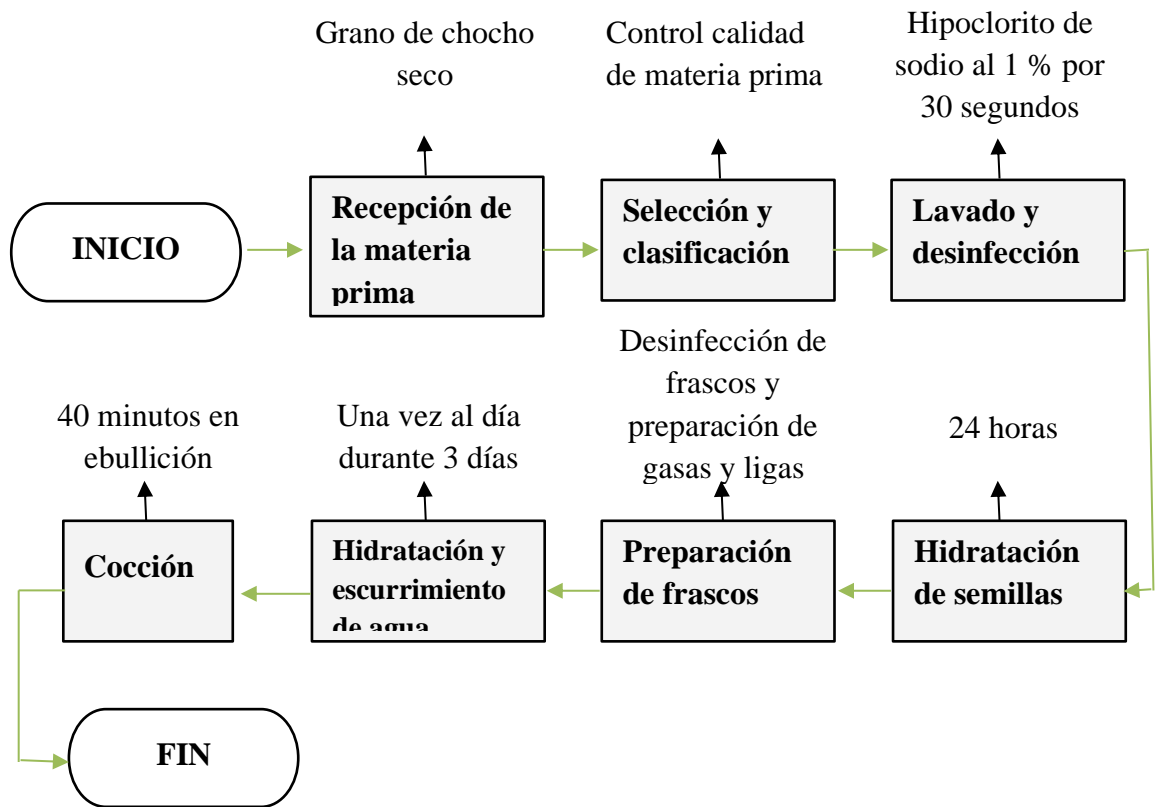 Grano de chocho
seco
Control calidad
de materia prima
Hipoclorito de
sodio al 1 % por
30 segundos
INICIO
Recepción de
la materia
prima
Selección y
clasificación
Lavado y
desinfección
40 minutos en
ebullición
Una vez al día
durante 3 días
Desinfección de
frascos y
preparación de
gasas y ligas
24 horas
Cocción
Hidratación y
escurrimiento
de agua
Preparación
de frascos
Hidratación
de semillas
FIN